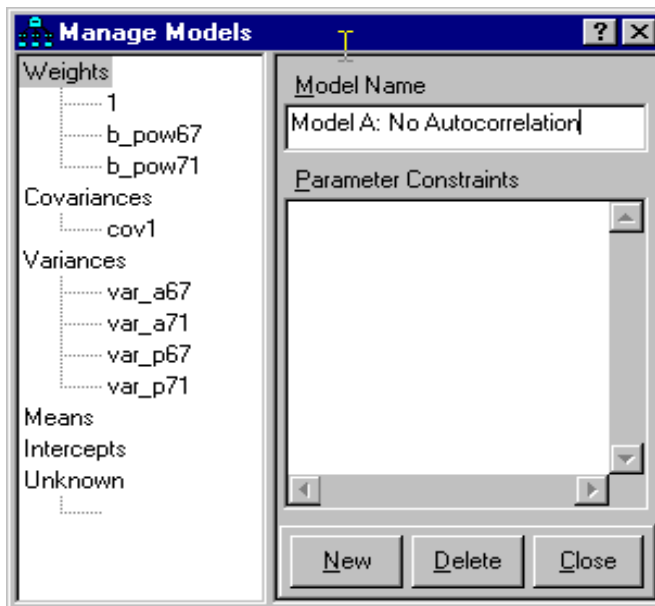 Manage Models
?
Weights
1
b_pow67
b_pow71
Covariances
cov1
Variances
var_a67
var_a71
var_p67
var_p71
Means
Intercepts
Unknown
Model Name
Model A: No Autocorrelation
Parameter Constraints
New
Delete
Close